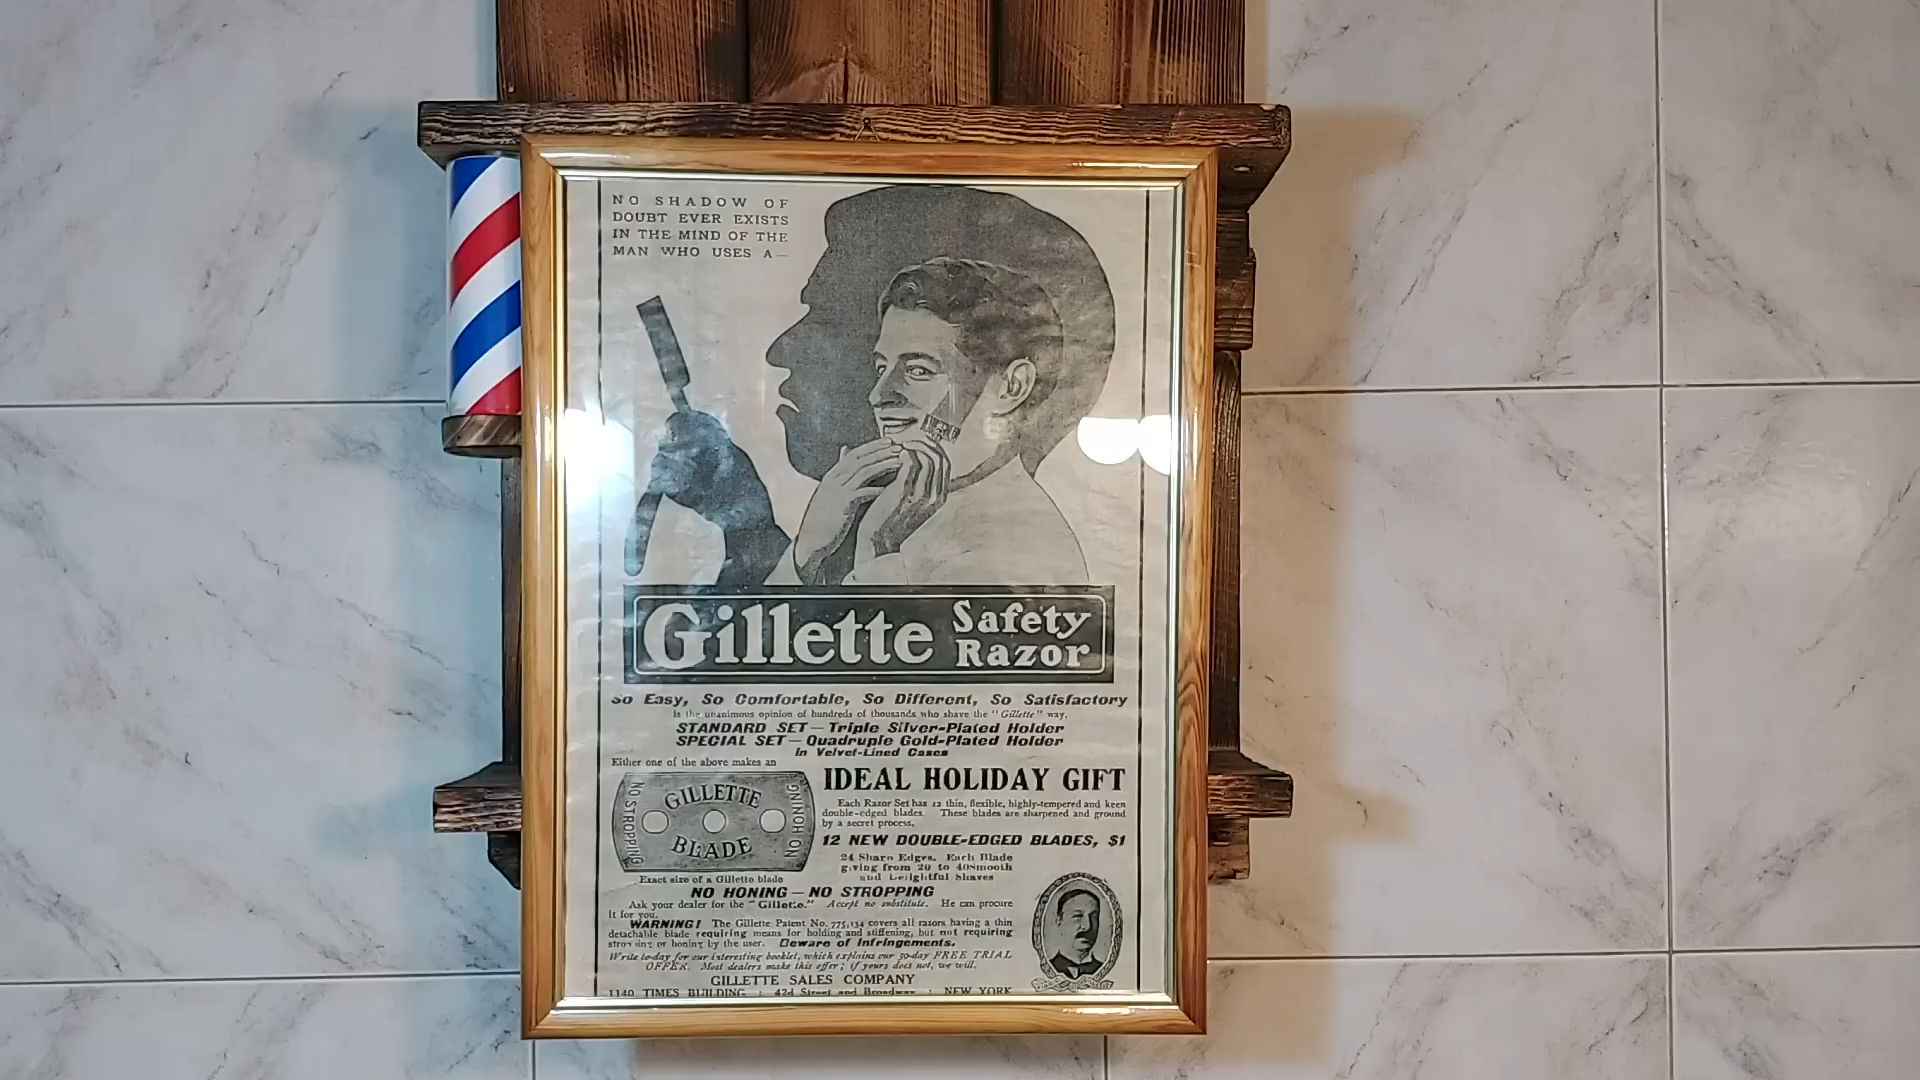 NO SHADOW OF
DOUBT EVER EXISTS
IN THE MIND OF THE
MAN WHO USES A—
Gillette Safety
Razor
So Easy, So Comfortable, So Different, So Satisfactory
is the unanimous opinion of hundreds of thousands who shave the "Gillette" way.
STANDARD SET—Triple Silver-Plated Holder
SPECIAL SET—Quadruple Gold-Plated Holder
In Velvet-Lined Cases
Either one of the above makes an
IDEAL HOLIDAY GIFT
Each Razor Set has 12 thin, flexible, highly-tempered and keen
double-edged blades. These blades are sharpened and ground
by a secret process.
12 NEW DOUBLE-EDGED BLADES, $1
24 Sharp Edges. Each Blade
giving from 20 to 40 Smooth
and Delightful Shaves
NO STROPPING
GILLETTE
BLADE
NO HONING
Exact size of a Gillette blade
NO HONING—NO STROPPING
Ask your dealer for the "Gillette." Accept no substitute. He can procure
it for you.
WARNING! The Gillette Patent No. 775,134 covers all razors having a thin
detachable blade requiring means for holding and stiffening, but not requiring
stropping or honing by the user. Beware of Infringements.
Write to-day for our interesting booklet, which explains our 30-day FREE TRIAL
OFFER. Most dealers make this offer; if yours does not, we will.
GILLETTE SALES COMPANY
1140 TIMES BUILDING : 42d Street and Broadway : NEW YORK